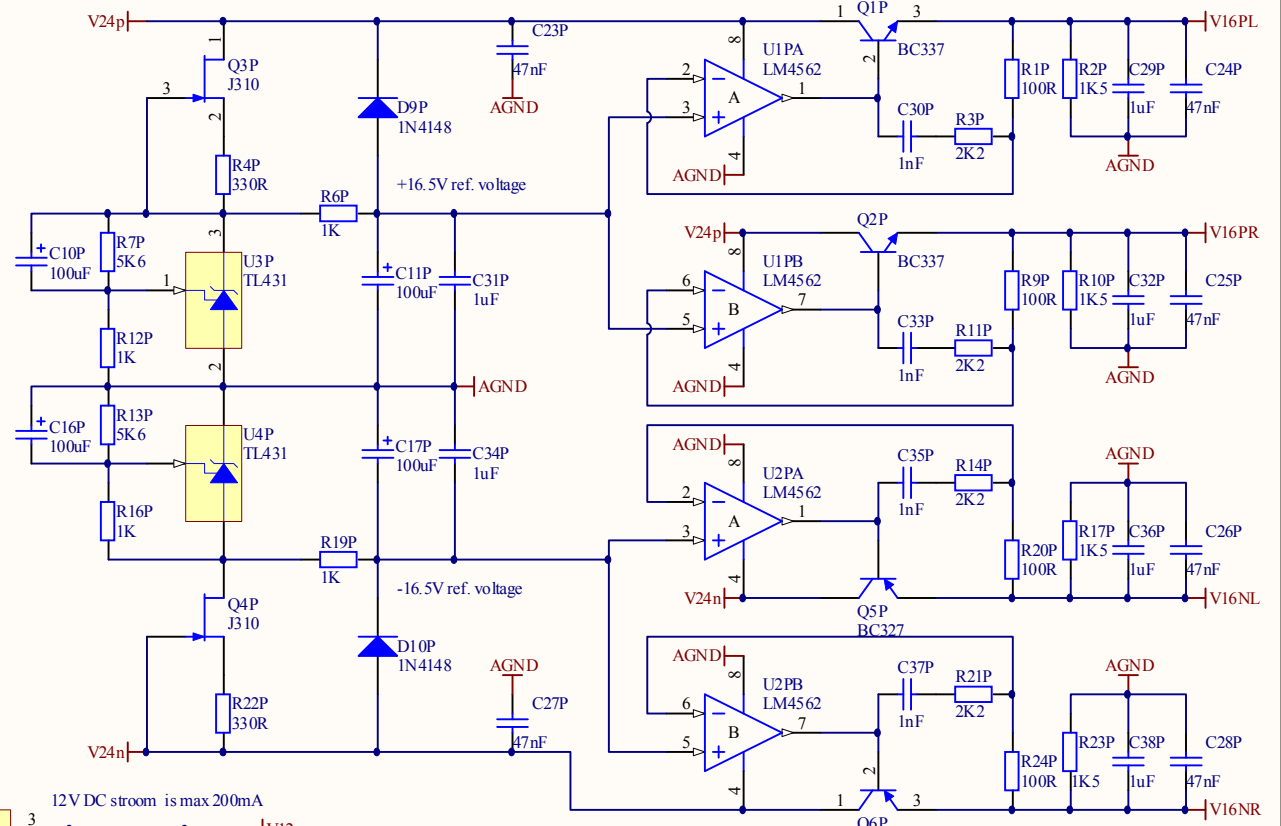 V24p
1
Q3P
J310
3
2
R4P
330R
D9P
1N4148
C23P
47nF
AGND
+16.5V ref. voltage
R6P
1K
C10P
100uF
R7P
5K6
3
1
U3P
TL431
2
R12P
1K
C11P
100uF
C31P
1uF
AGND
C16P
100uF
R13P
5K6
U4P
TL431
R16P
1K
C17P
100uF
C34P
1uF
R19P
1K
-16.5V ref. voltage
Q4P
J310
R22P
330R
D10P
1N4148
AGND
C27P
47nF
V24n
12V DC stroom is max 200mA
3
V12
Q1P
1
3
BC337
2
8
U1PA
LM4562
2
3
A
1
4
AGND
C30P
1nF
R3P
2K2
R1P
100R
R2P
1K5
C29P
1uF
C24P
47nF
V16PL
AGND
V24p
Q2P
BC337
8
U1PB
LM4562
6
5
B
7
4
AGND
C33P
1nF
R11P
2K2
R9P
100R
R10P
1K5
C32P
1uF
C25P
47nF
V16PR
AGND
AGND
8
U2PA
LM4562
2
3
A
1
4
V24n
C35P
1nF
R14P
2K2
Q5P
BC327
R20P
100R
R17P
1K5
C36P
1uF
C26P
47nF
AGND
V16NL
AGND
8
U2PB
LM4562
6
5
B
7
4
C37P
1nF
R21P
2K2
2
1
3
Q6P
R24P
100R
R23P
1K5
C38P
1uF
C28P
47nF
AGND
V16NR